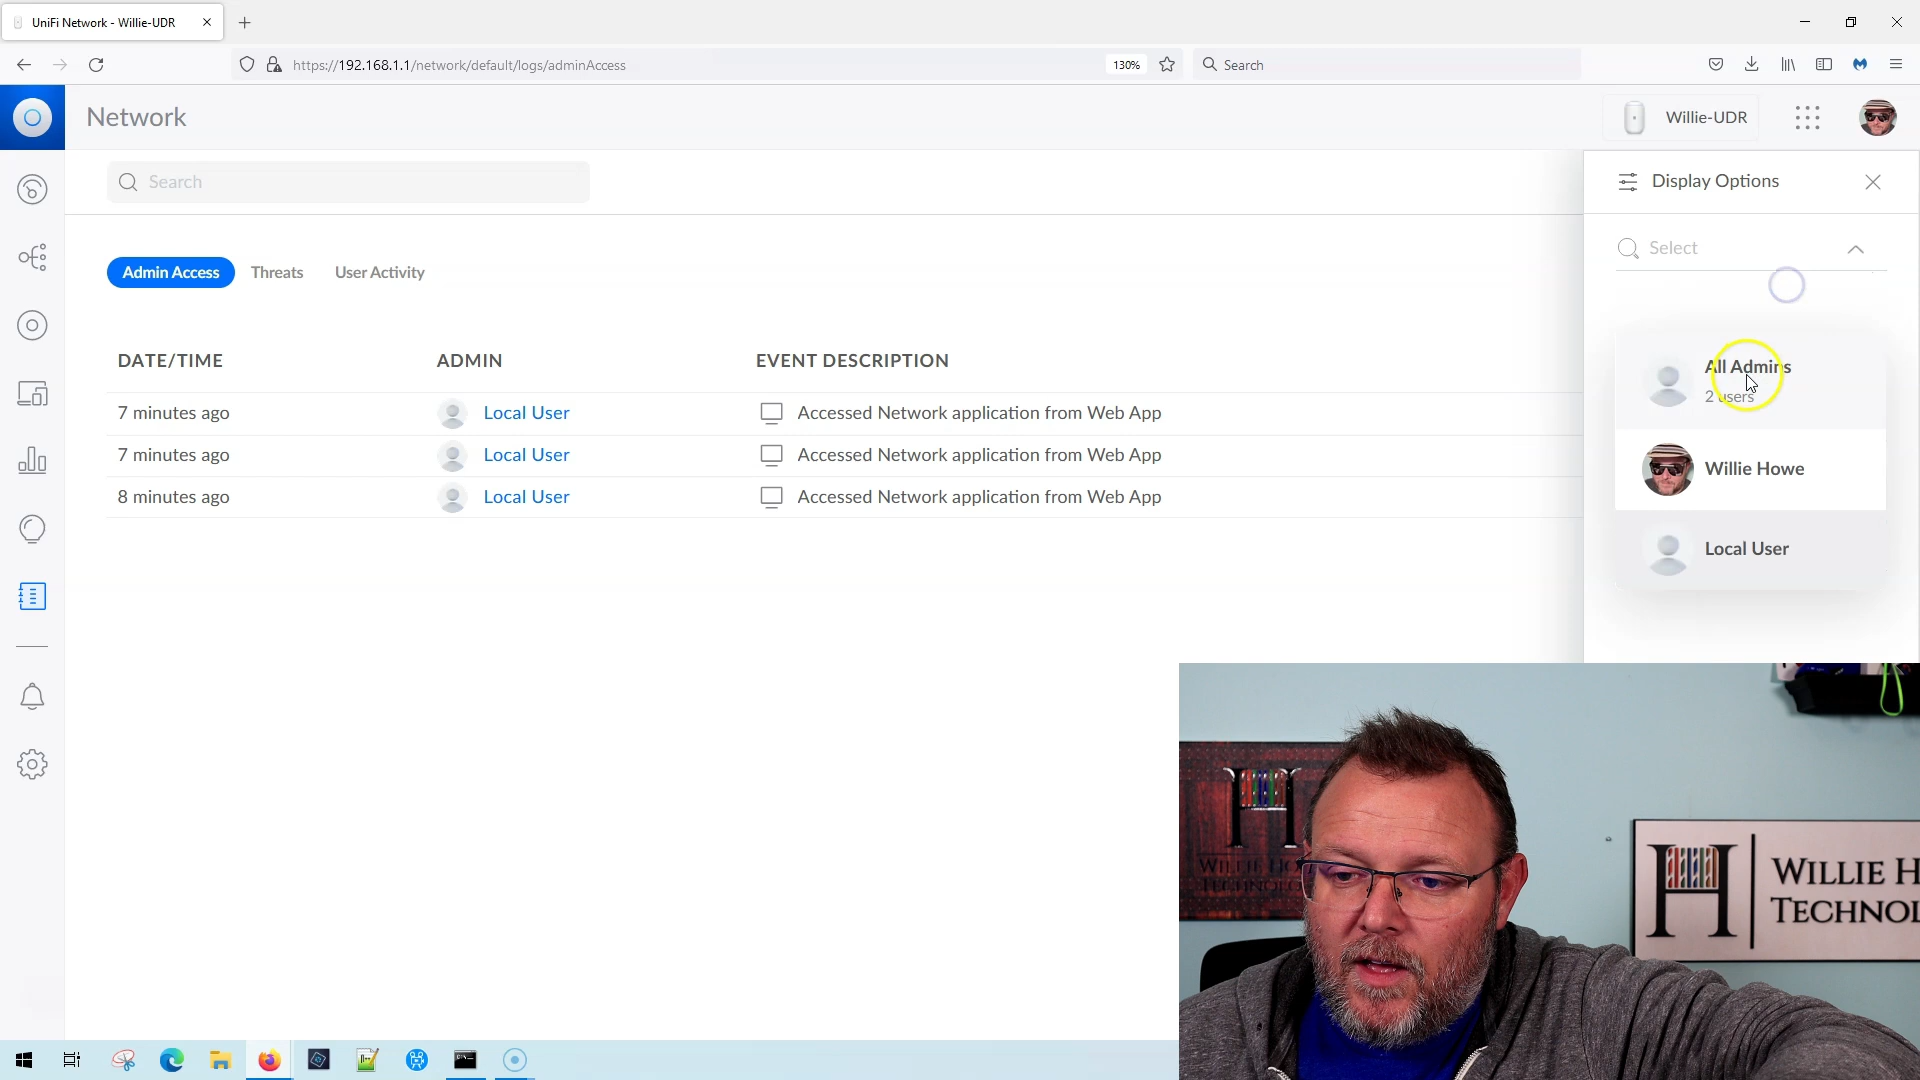 UniFi Network - Willie-UDR
https://192.168.1.1/network/default/logs/adminAccess
130%
Search
Network
Willie-UDR
Search
Display Options
Select
Admin Access
Threats
User Activity
DATE/TIME
ADMIN
EVENT DESCRIPTION
7 minutes ago
Local User
Accessed Network application from Web App
7 minutes ago
Local User
Accessed Network application from Web App
8 minutes ago
Local User
Accessed Network application from Web App
All Admins
2 users
Willie Howe
Local User
WILLIE HO
TECHNOLO
WILLIE H
TECHNOL